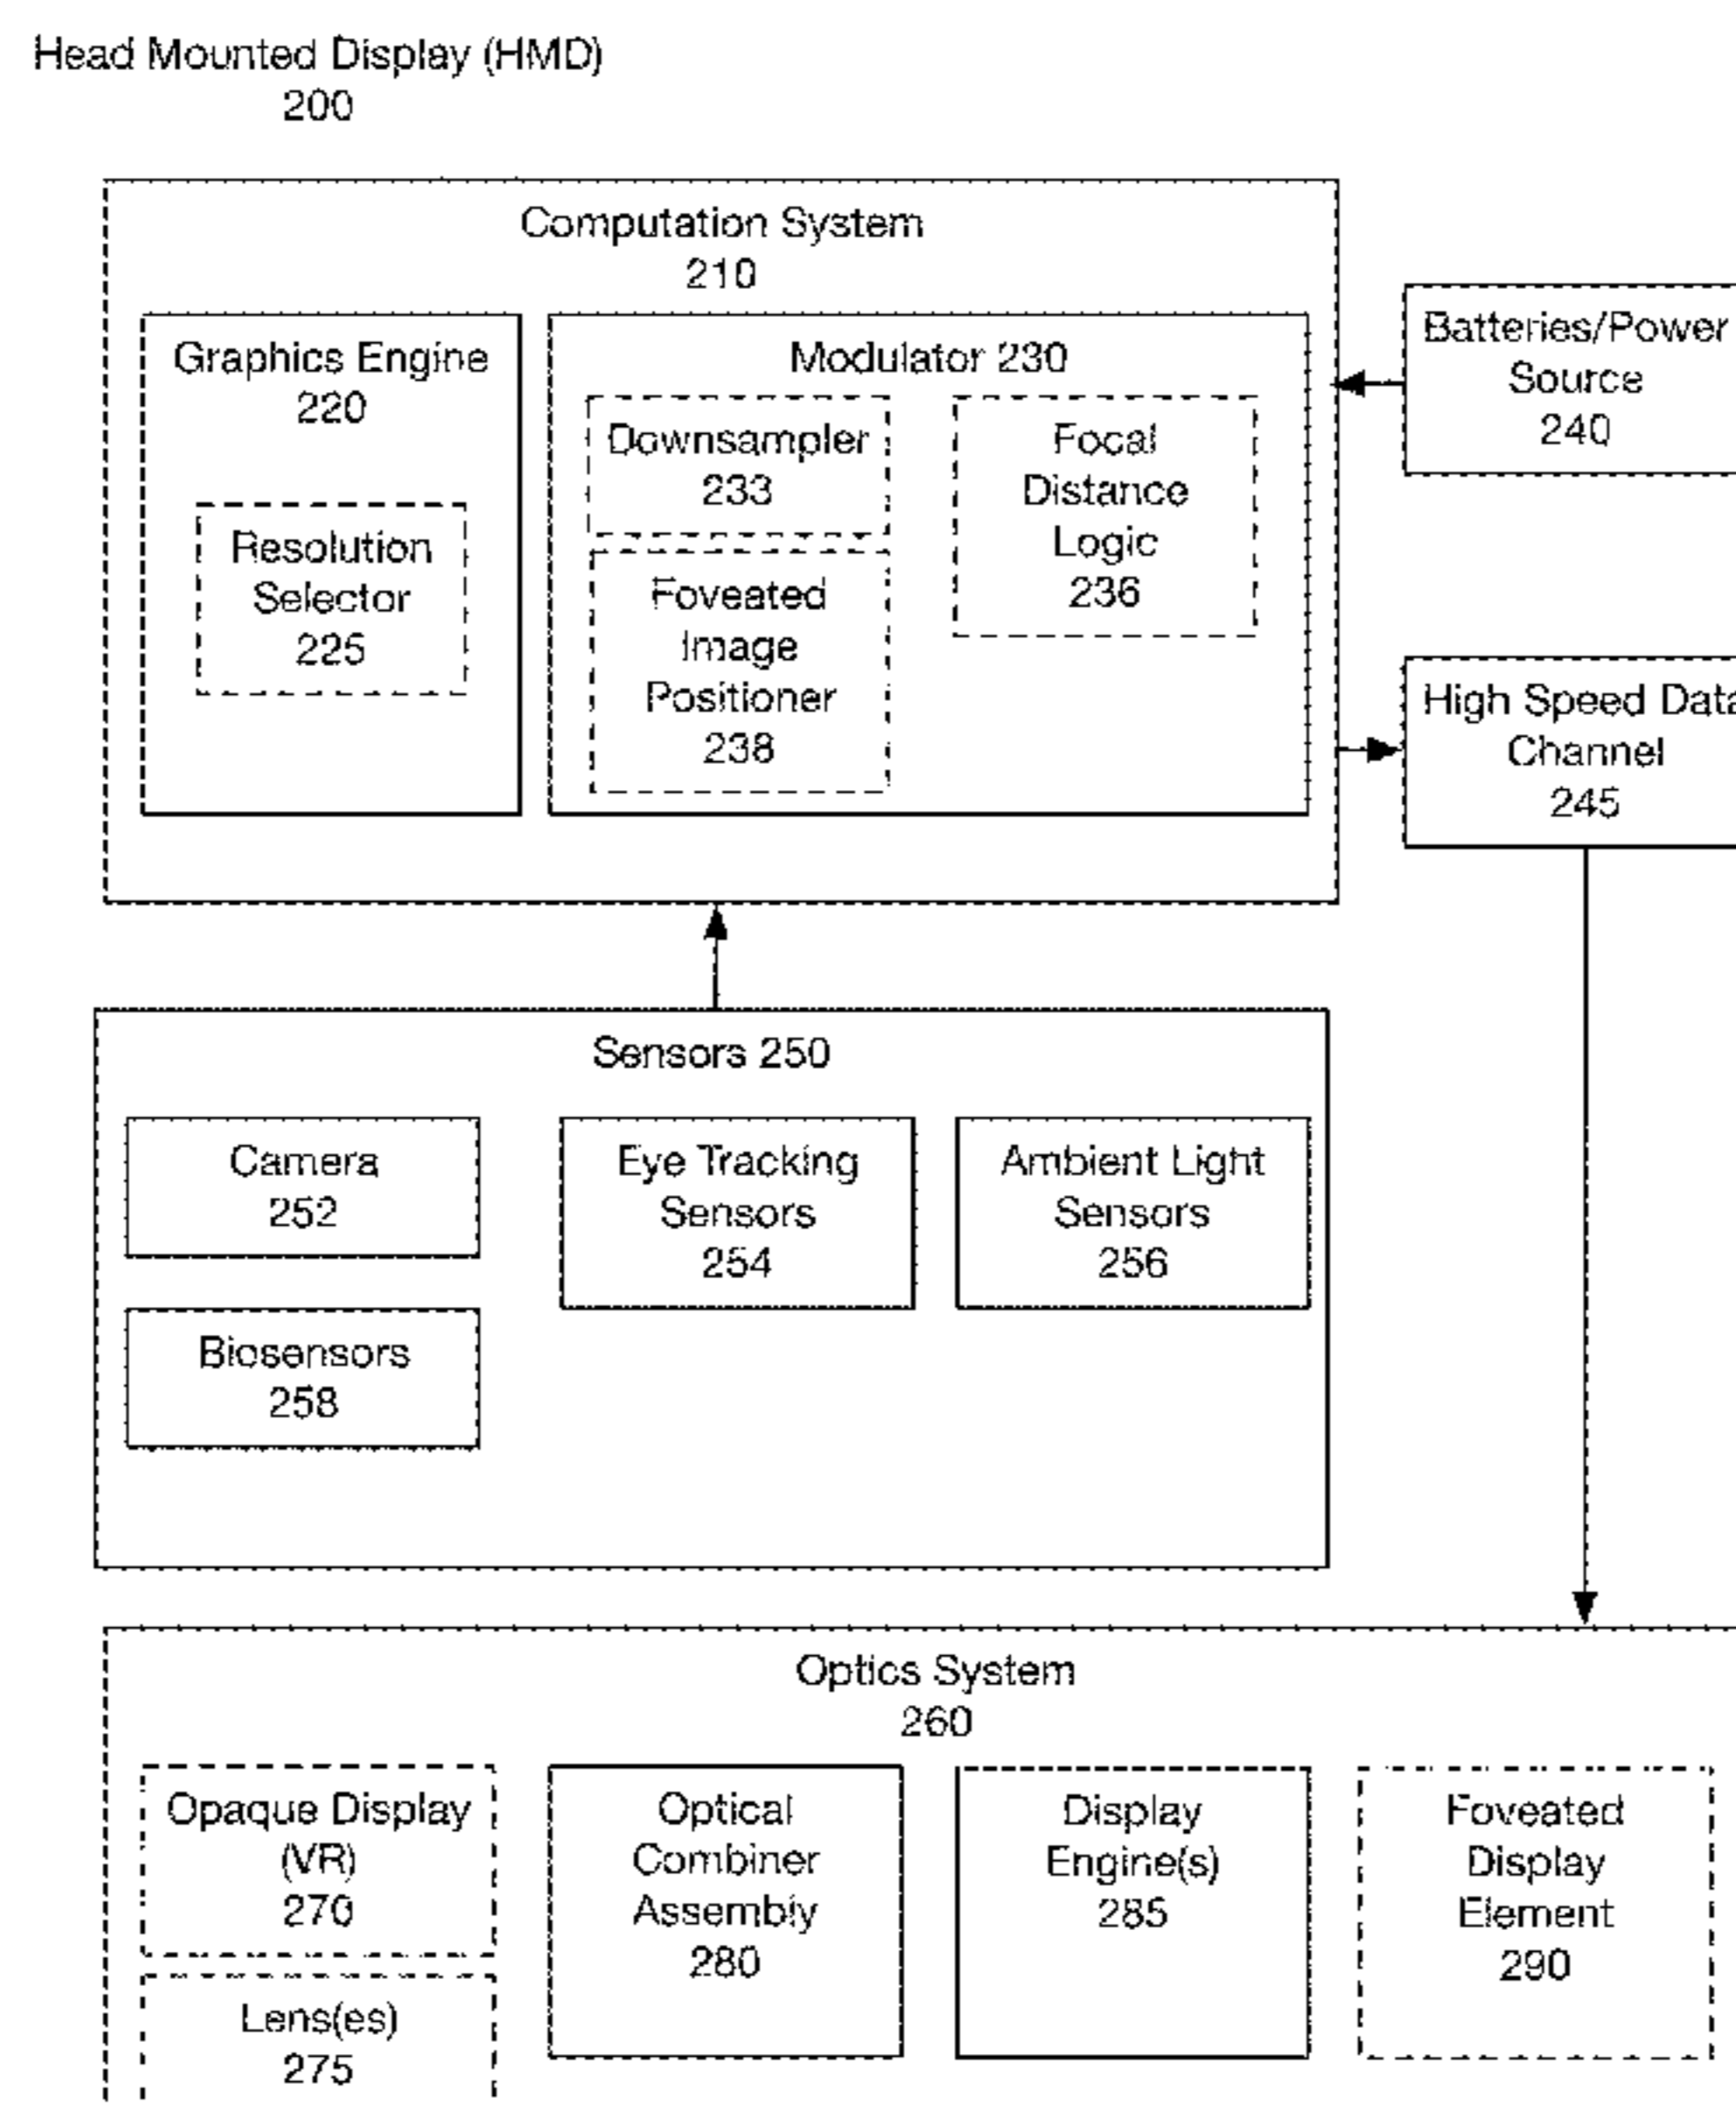 Head Mounted Display (HMD)
200
Computation System
210
Graphics Engine
220
Resolution
Selector
225
Modulator 230
Downsampler
233
Foveated
Image
Positioner
238
Focal
Distance
Logic
236
Batteries/Power
Source
240
High Speed Data
Channel
245
Sensors 250
Camera
252
Eye Tracking
Sensors
254
Ambient Light
Sensors
256
Biosensors
258
Optics System
260
Opaque Display
(VR)
270
Lens(es)
275
Optical
Combiner
Assembly
280
Display
Engine(s)
285
Foveated
Display
Element
290